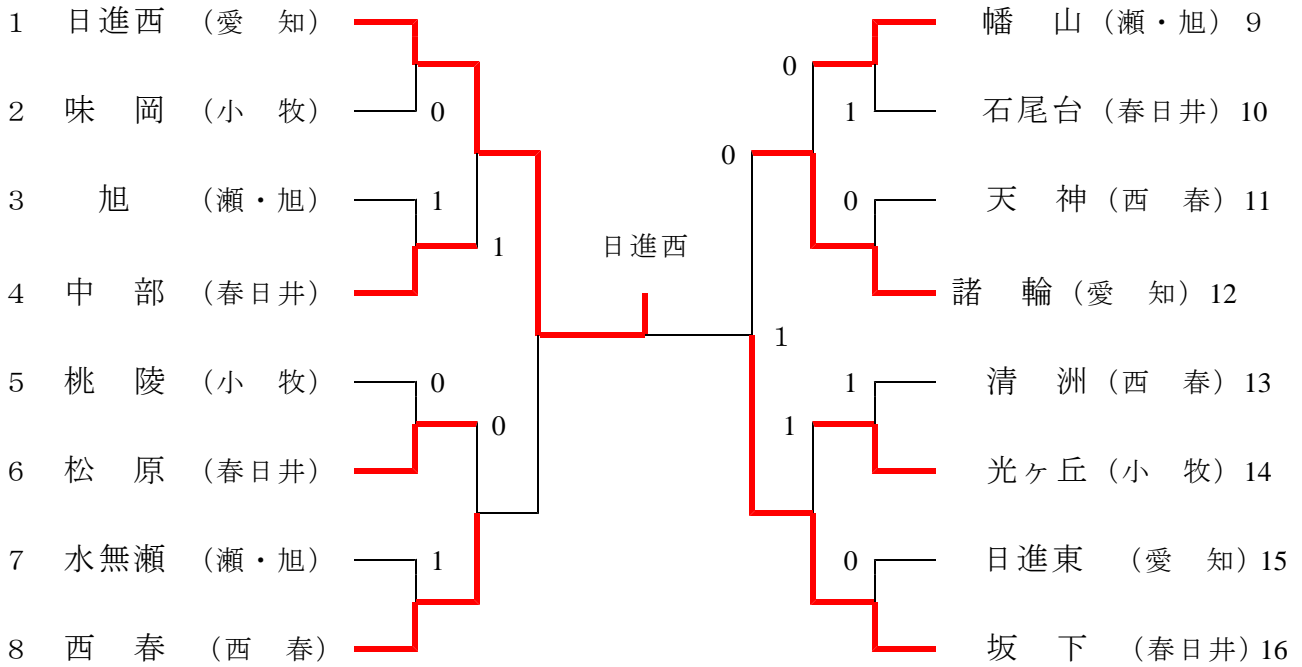 1 日進西 （愛 知）
2 味 岡 （小 牧）
3 旭 （瀬・旭）
4 中 部 （春日井）
5 桃 陵 （小 牧）
6 松 原 （春日井）
7 水無瀬 （瀬・旭）
8 西 春 （西 春）
0
1
1
0
0
1
日進西
0
0
1
0
1
1
1
0
幡 山 （瀬・旭） 9
石尾台 （春日井） 10
天 神 （西 春） 11
諸 輪 （愛 知） 12
清 洲 （西 春） 13
光ヶ丘 （小 牧） 14
日進東 （愛 知） 15
坂 下 （春日井） 16